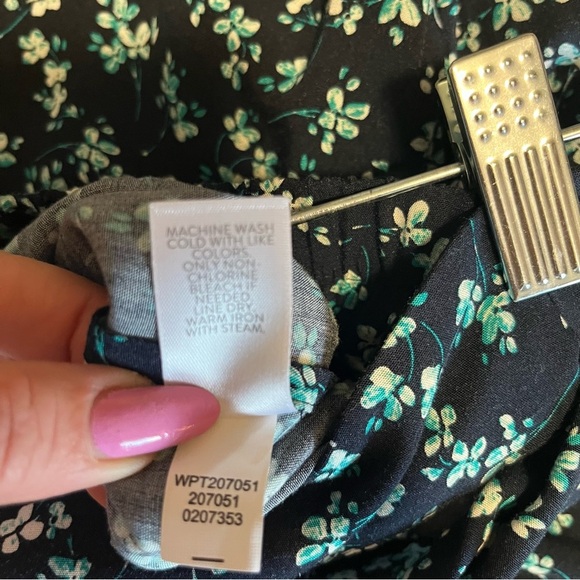 MACHINE WASH
COLD WITH LIKE
COLORS.
ONLY NON-
CHLORINE
BLEACH IF
NEEDED.
LINE DRY.
WARM IRON
WITH STEAM.
WPT207051
207051
0207353